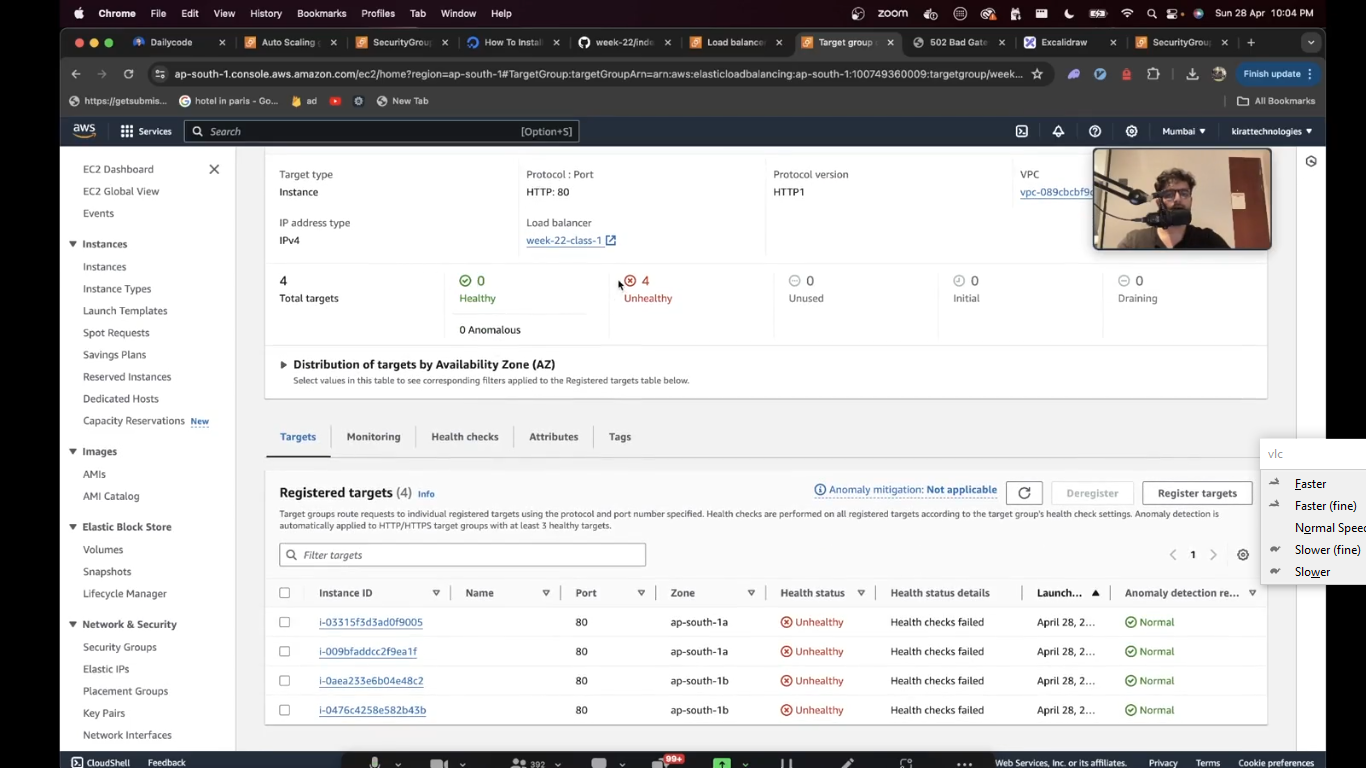 Chrome File Edit View History Bookmarks Profiles Tab Window Help zoom Sun 28 Apr 10:04 PM
Dailycode Auto Scaling SecurityGrou How To Install week-22/inde Load balance Target group 502 Bad Gate Excalidraw SecurityGrou
ap-south-1.console.aws.amazon.com/ec2/home?region=ap-south-1#TargetGroup:targetGroupArn=arn:aws:elasticloadbalancing:ap-south-1:100749360009:targetgroup/week... Finish update
https://getsubmis... hotel in paris - Go... ad New Tab All Bookmarks
aws Services Search [Option+S] Mumbai kirattechnologies
EC2 Dashboard
EC2 Global View
Events
Instances
Instances
Instance Types
Launch Templates
Spot Requests
Savings Plans
Reserved Instances
Dedicated Hosts
Capacity Reservations New
Images
AMIs
AMI Catalog
Elastic Block Store
Volumes
Snapshots
Lifecycle Manager
Network & Security
Security Groups
Elastic IPs
Placement Groups
Key Pairs
Network Interfaces
Target type Protocol : Port Protocol version VPC
Instance HTTP: 80 HTTP1 vpc-089cbcbf9c
IP address type Load balancer
IPv4 week-22-class-1
4 0 4 0 0 0
Total targets Healthy Unhealthy Unused Initial Draining
0 Anomalous
Distribution of targets by Availability Zone (AZ)
Select values in this table to see corresponding filters applied to the Registered targets table below.
Targets Monitoring Health checks Attributes Tags
Registered targets (4) Info Anomaly mitigation: Not applicable Deregister Register targets
Target groups route requests to individual registered targets using the protocol and port number specified. Health checks are performed on all registered targets according to the target group's health check settings. Anomaly detection is
automatically applied to HTTP/HTTPS target groups with at least 3 healthy targets.
Filter targets 1
Instance ID Name Port Zone Health status Health status details Launch... Anomaly detection re...
i-03315f3d3ad0f9005 80 ap-south-1a Unhealthy Health checks failed April 28, 2... Normal
i-009bfaddcc2f9ea1f 80 ap-south-1a Unhealthy Health checks failed April 28, 2... Normal
i-0aea233e6b04e48c2 80 ap-south-1b Unhealthy Health checks failed April 28, 2... Normal
i-0476c4258e582b43b 80 ap-south-1b Unhealthy Health checks failed April 28, 2... Normal
vlc
Faster
Faster (fine)
Normal Spee
Slower (fine)
Slower
CloudShell Feedback 392 99+ Web Services, Inc. or its affiliates. Privacy Terms Cookie preferences